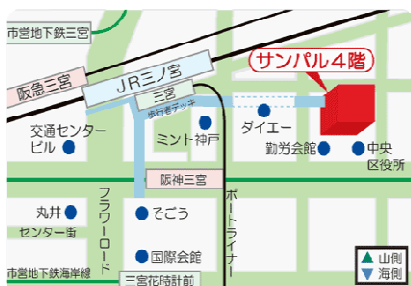 市営地下鉄三宮
阪急三宮
JR三ノ宮
三宮
歩行者デッキ
サンパル4階
交通センター
ビル
ミント神戸
ダイエー
勤労会館
中央
区役所
阪神三宮
丸井
センター街
フラワーロード
そごう
ポートライナー
国際会館
市営地下鉄海岸線
三宮花時計前
山側
海側